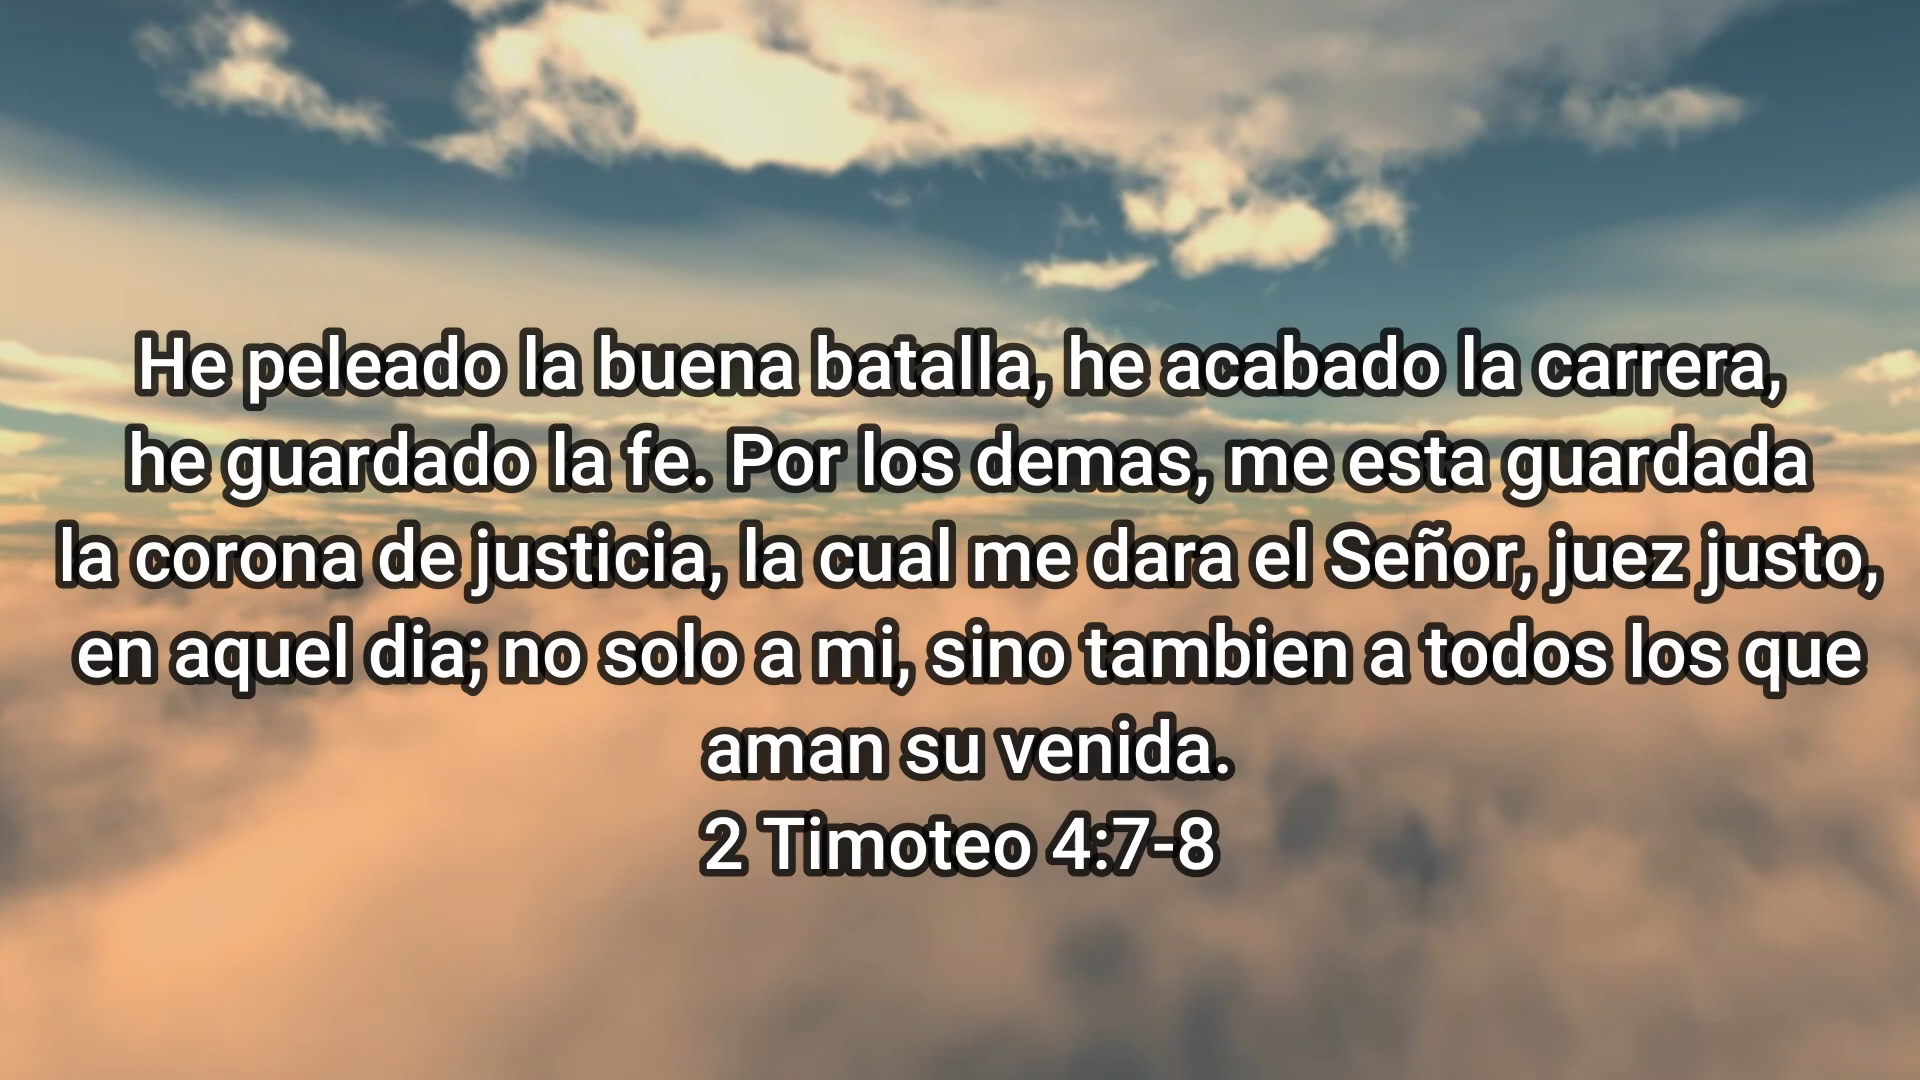 He peleado la buena batalla, he acabado la carrera,
he guardado la fe. Por los demas, me esta guardada
la corona de justicia, la cual me dara el Señor, juez justo,
en aquel dia; no solo a mi, sino tambien a todos los que
aman su venida.
2 Timoteo 4:7-8